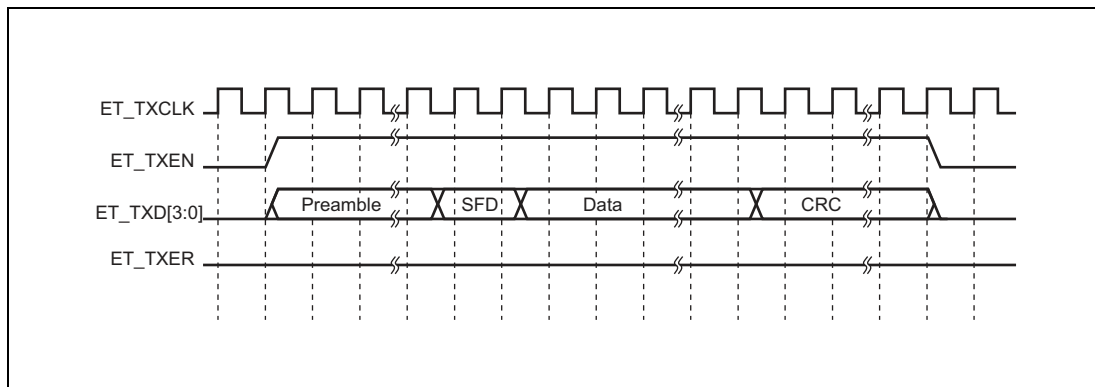 ET_TXCLK
ET_TXEN
ET_TXD[3:0] Preamble SFD Data CRC
ET_TXER